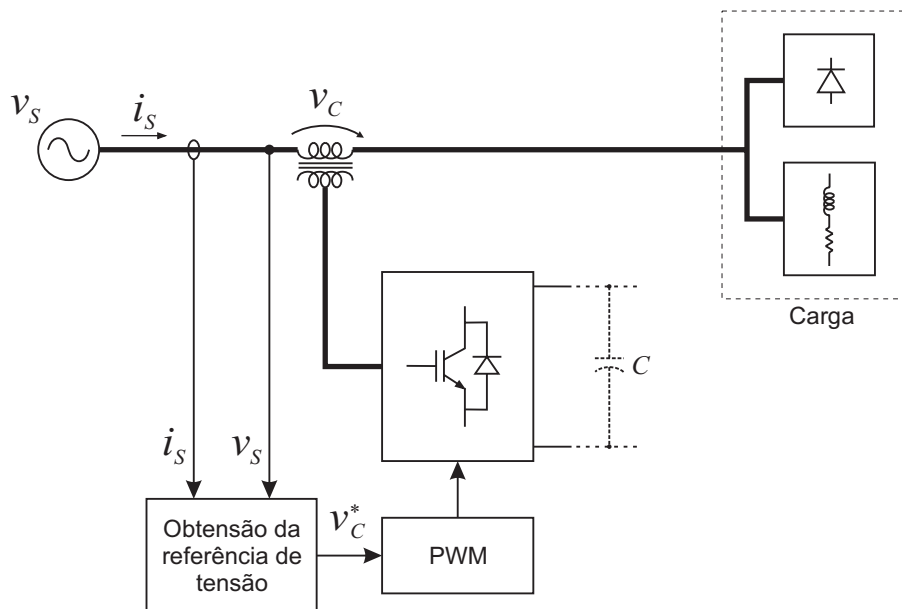 v_C
v_S
i_S
Carga
C
i_S
v_S
Obtensão da
referência de
tensão
v_C^*
PWM